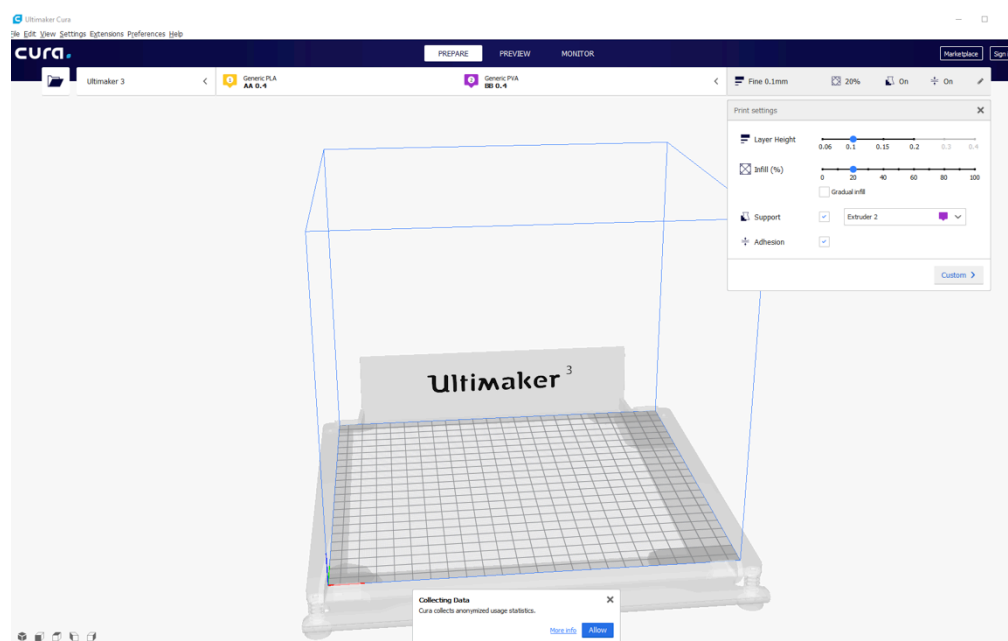 Ultimaker Cura
File Edit View Settings Extensions Preferences Help
cura.
PREPARE PREVIEW MONITOR
Marketplace Sign
Ultimaker 3
1 Generic PLA
AA 0.4
2 Generic PVA
BB 0.4
Fine 0.1mm 20% On On
Print settings
Layer Height
0.06 0.1 0.15 0.2 0.3 0.4
Infill (%)
0 20 40 60 80 100
Gradual infill
Support Extruder 2
Adhesion
Custom
Ultimaker 3
Collecting Data
Cura collects anonymized usage statistics.
More info Allow